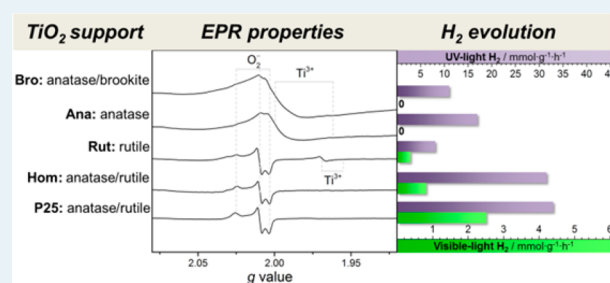 TiO2 support EPR properties H2 evolution
UV-light H2 / mmol·g-1·h-1
5 10 15 20 25 30 35 40 45
O2- Ti3+
Bro: anatase/brookite
0
Ana: anatase
0
Rut: rutile
Ti3+
Hom: anatase/rutile
P25: anatase/rutile
1 2 3 4 5 6
Visible-light H2 / mmol·g-1·h-1
2.05 2.00 1.95
g value